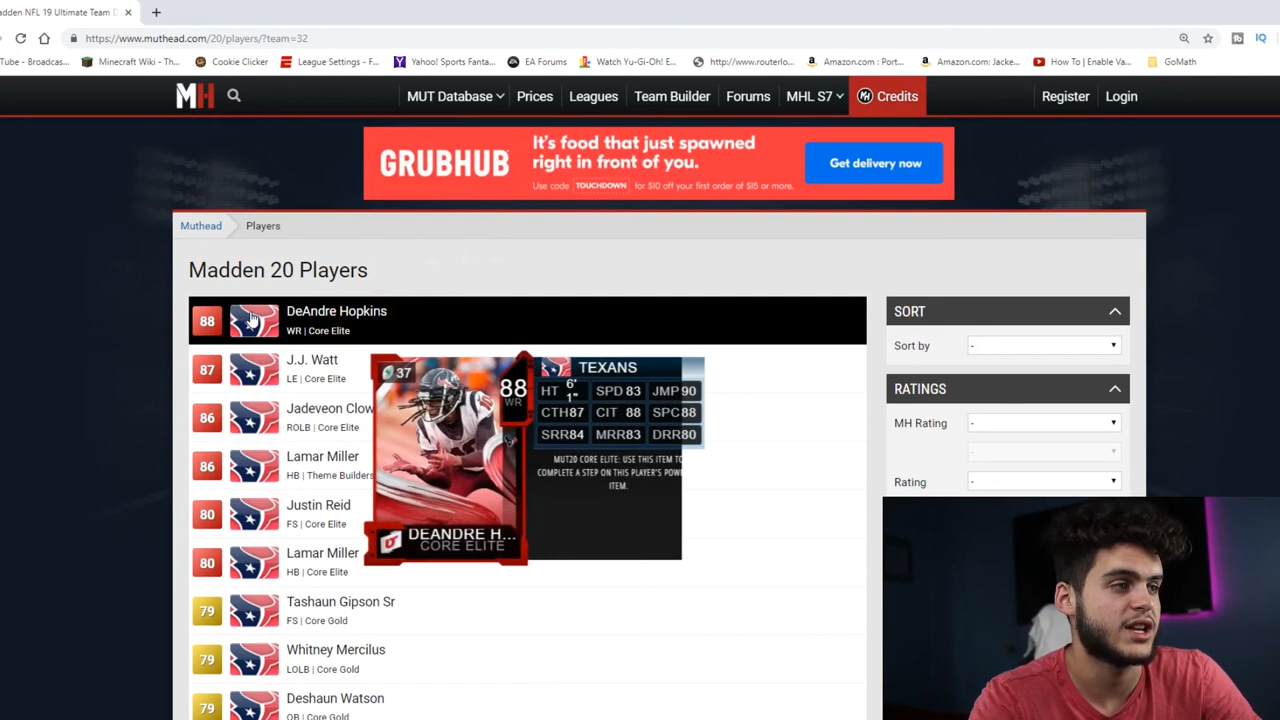 Madden NFL 19 Ultimate Team D
https://www.muthead.com/20/players/?team=32
Tube - Broadcas...
Minecraft Wiki - Th...
Cookie Clicker
League Settings - F...
Yahoo! Sports Fanta...
EA Forums
Watch Yu-Gi-Oh! E...
http://www.routerlo...
Amazon.com : Port...
Amazon.com: Jacke...
How To | Enable Va...
GoMath
MH
MUT Database
Prices
Leagues
Team Builder
Forums
MHL S7
Credits
Register
Login
GRUBHUB
It's food that just spawned
right in front of you.
Use code TOUCHDOWN for $10 off your first order of $15 or more.
Get delivery now
Muthead
Players
Madden 20 Players
88
DeAndre Hopkins
WR | Core Elite
87
J.J. Watt
LE | Core Elite
86
Jadeveon Clow
ROLB | Core Elite
86
Lamar Miller
HB | Theme Builders
80
Justin Reid
FS | Core Elite
80
Lamar Miller
HB | Core Elite
79
Tashaun Gipson Sr
FS | Core Gold
79
Whitney Mercilus
LOLB | Core Gold
79
Deshaun Watson
QB | Core Gold
37
88
WR
DEANDRE H...
CORE ELITE
TEXANS
HT 6' 1" SPD 83 JMP 90
CTH 87 CIT 88 SPC 88
SRR 84 MRR 83 DRR 80
MUT20 CORE ELITE: USE THIS ITEM TO
COMPLETE A STEP ON THIS PLAYER'S POW
ITEM.
SORT
Sort by
-
RATINGS
MH Rating
-
-
Rating
-